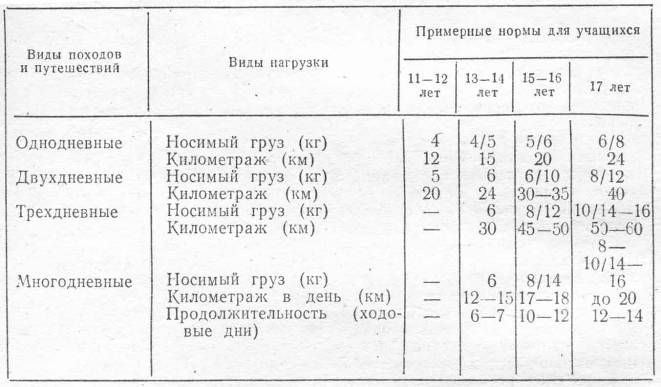 Виды походов и путешествий Виды нагрузки Примерные нормы для учащихся
11—12 лет 13—14 лет 15—16 лет 17 лет
Однодневные Носимый груз (кг) 4 4/5 5/6 6/8
Километраж (км) 12 15 20 24
Двухдневные Носимый груз (кг) 5 6 6/10 8/12
Километраж (км) 20 24 30—35 40
Трехдневные Носимый груз (кг) — 6 8/12 10/14—16
Километраж (км) — 30 45—50 50—60
8—
10/14—
Многодневные Носимый груз (кг) — 6 8/14 16
Километраж в день (км) — 12—15 17—18 до 20
Продолжительность (ходо- — 6—7 10—12 12—14
вые дни)